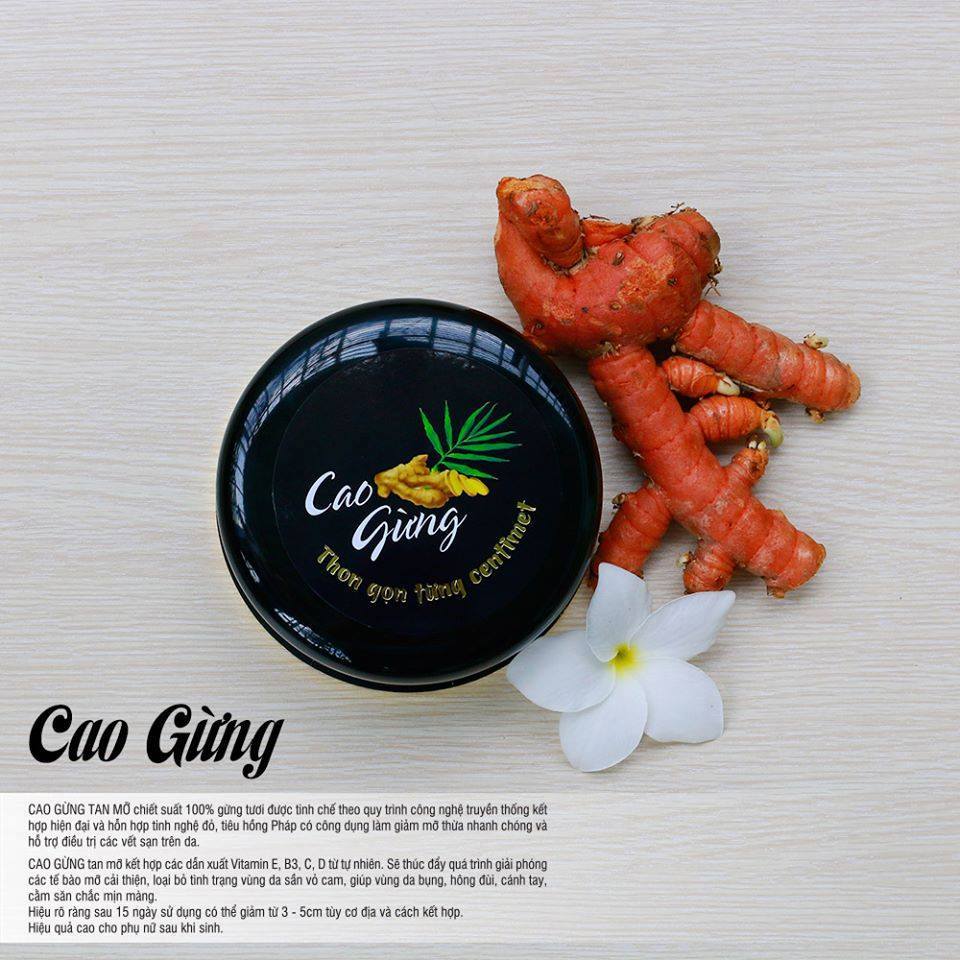 Cao
Gừng
Thon gọn từng centimet
Cao Gừng
CAO GỪNG TAN MỠ chiết suất 100% gừng tươi được tinh chế theo quy trình công nghệ truyền thống kết
hợp hiện đại và hỗn hợp tinh nghệ đỏ, tiêu hồng Pháp có công dụng làm giảm mỡ thừa nhanh chóng và
hỗ trợ điều trị các vết sạn trên da.
CAO GỪNG tan mỡ kết hợp các dẫn xuất Vitamin E, B3, C, D từ tự nhiên. Sẽ thúc đẩy quá trình giải phóng
các tế bào mỡ cải thiện, loại bỏ tình trạng vùng da sần vỏ cam, giúp vùng da bụng, hông đùi, cánh tay,
cằm săn chắc mịn màng.
Hiệu rõ ràng sau 15 ngày sử dụng có thể giảm từ 3 - 5cm tùy cơ địa và cách kết hợp.
Hiệu quả cao cho phụ nữ sau khi sinh.